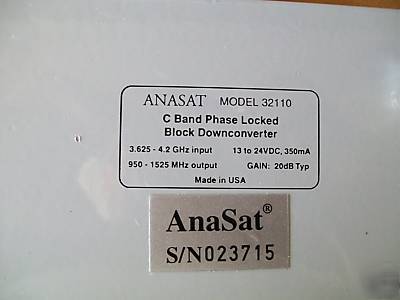 ANASAT MODEL 32110
C Band Phase Locked
Block Downconverter
3.625 - 4.2 GHz input 13 to 24VDC, 350mA
950 - 1525 MHz output GAIN: 20dB Typ
Made in USA
AnaSat®
S/N023715